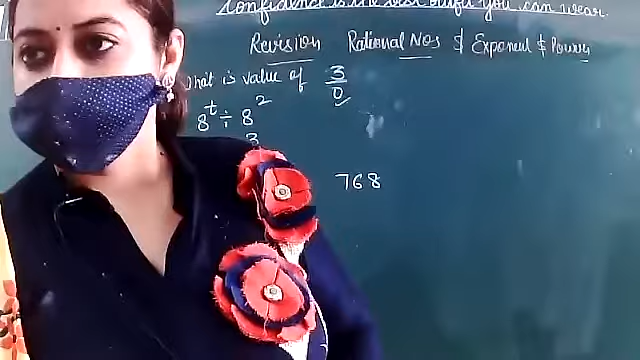 Confidence is the best outfit you can wear.
Revision Rational Nos & Exponent & Powers
What is value of 3/0
8^t ÷ 8^2
3
768